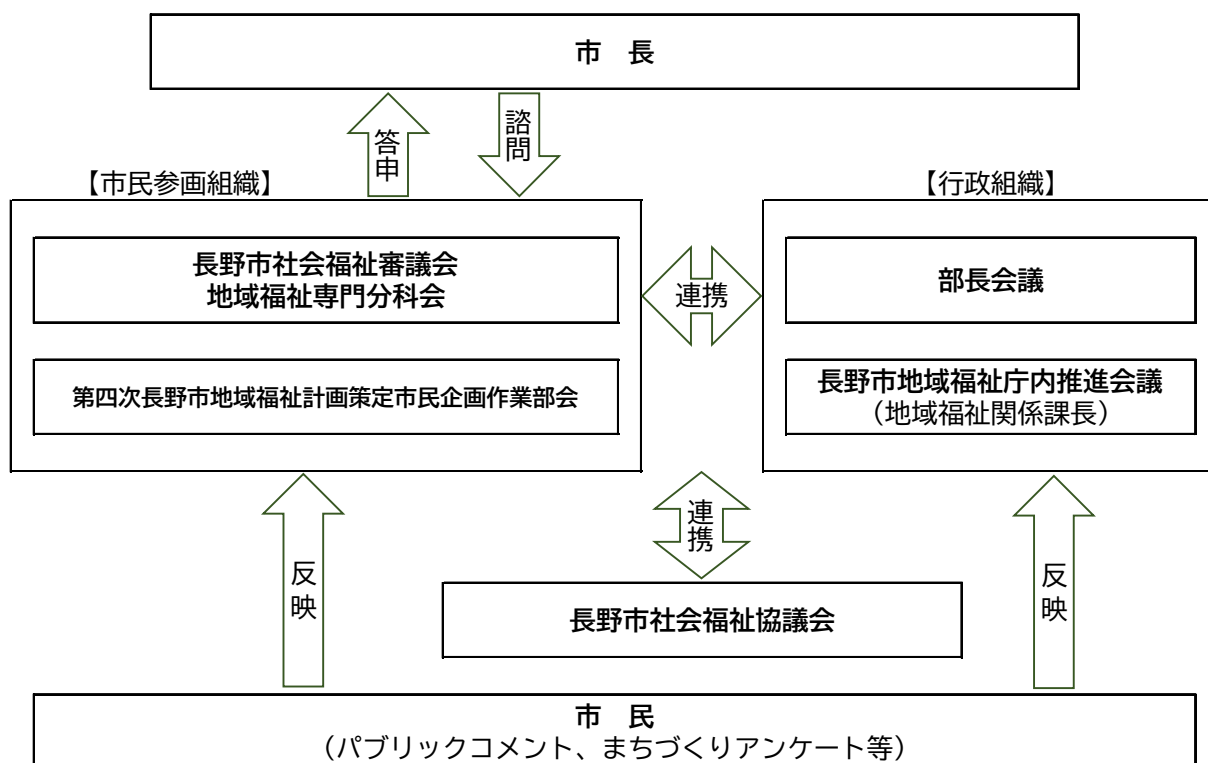 市 長
答申
諮問
【市民参画組織】
【行政組織】
長野市社会福祉審議会
地域福祉専門分科会
第四次長野市地域福祉計画策定市民企画作業部会
連携
部長会議
長野市地域福祉庁内推進会議
（地域福祉関係課長）
反映
連携
反映
長野市社会福祉協議会
市 民
（パブリックコメント、まちづくりアンケート等）